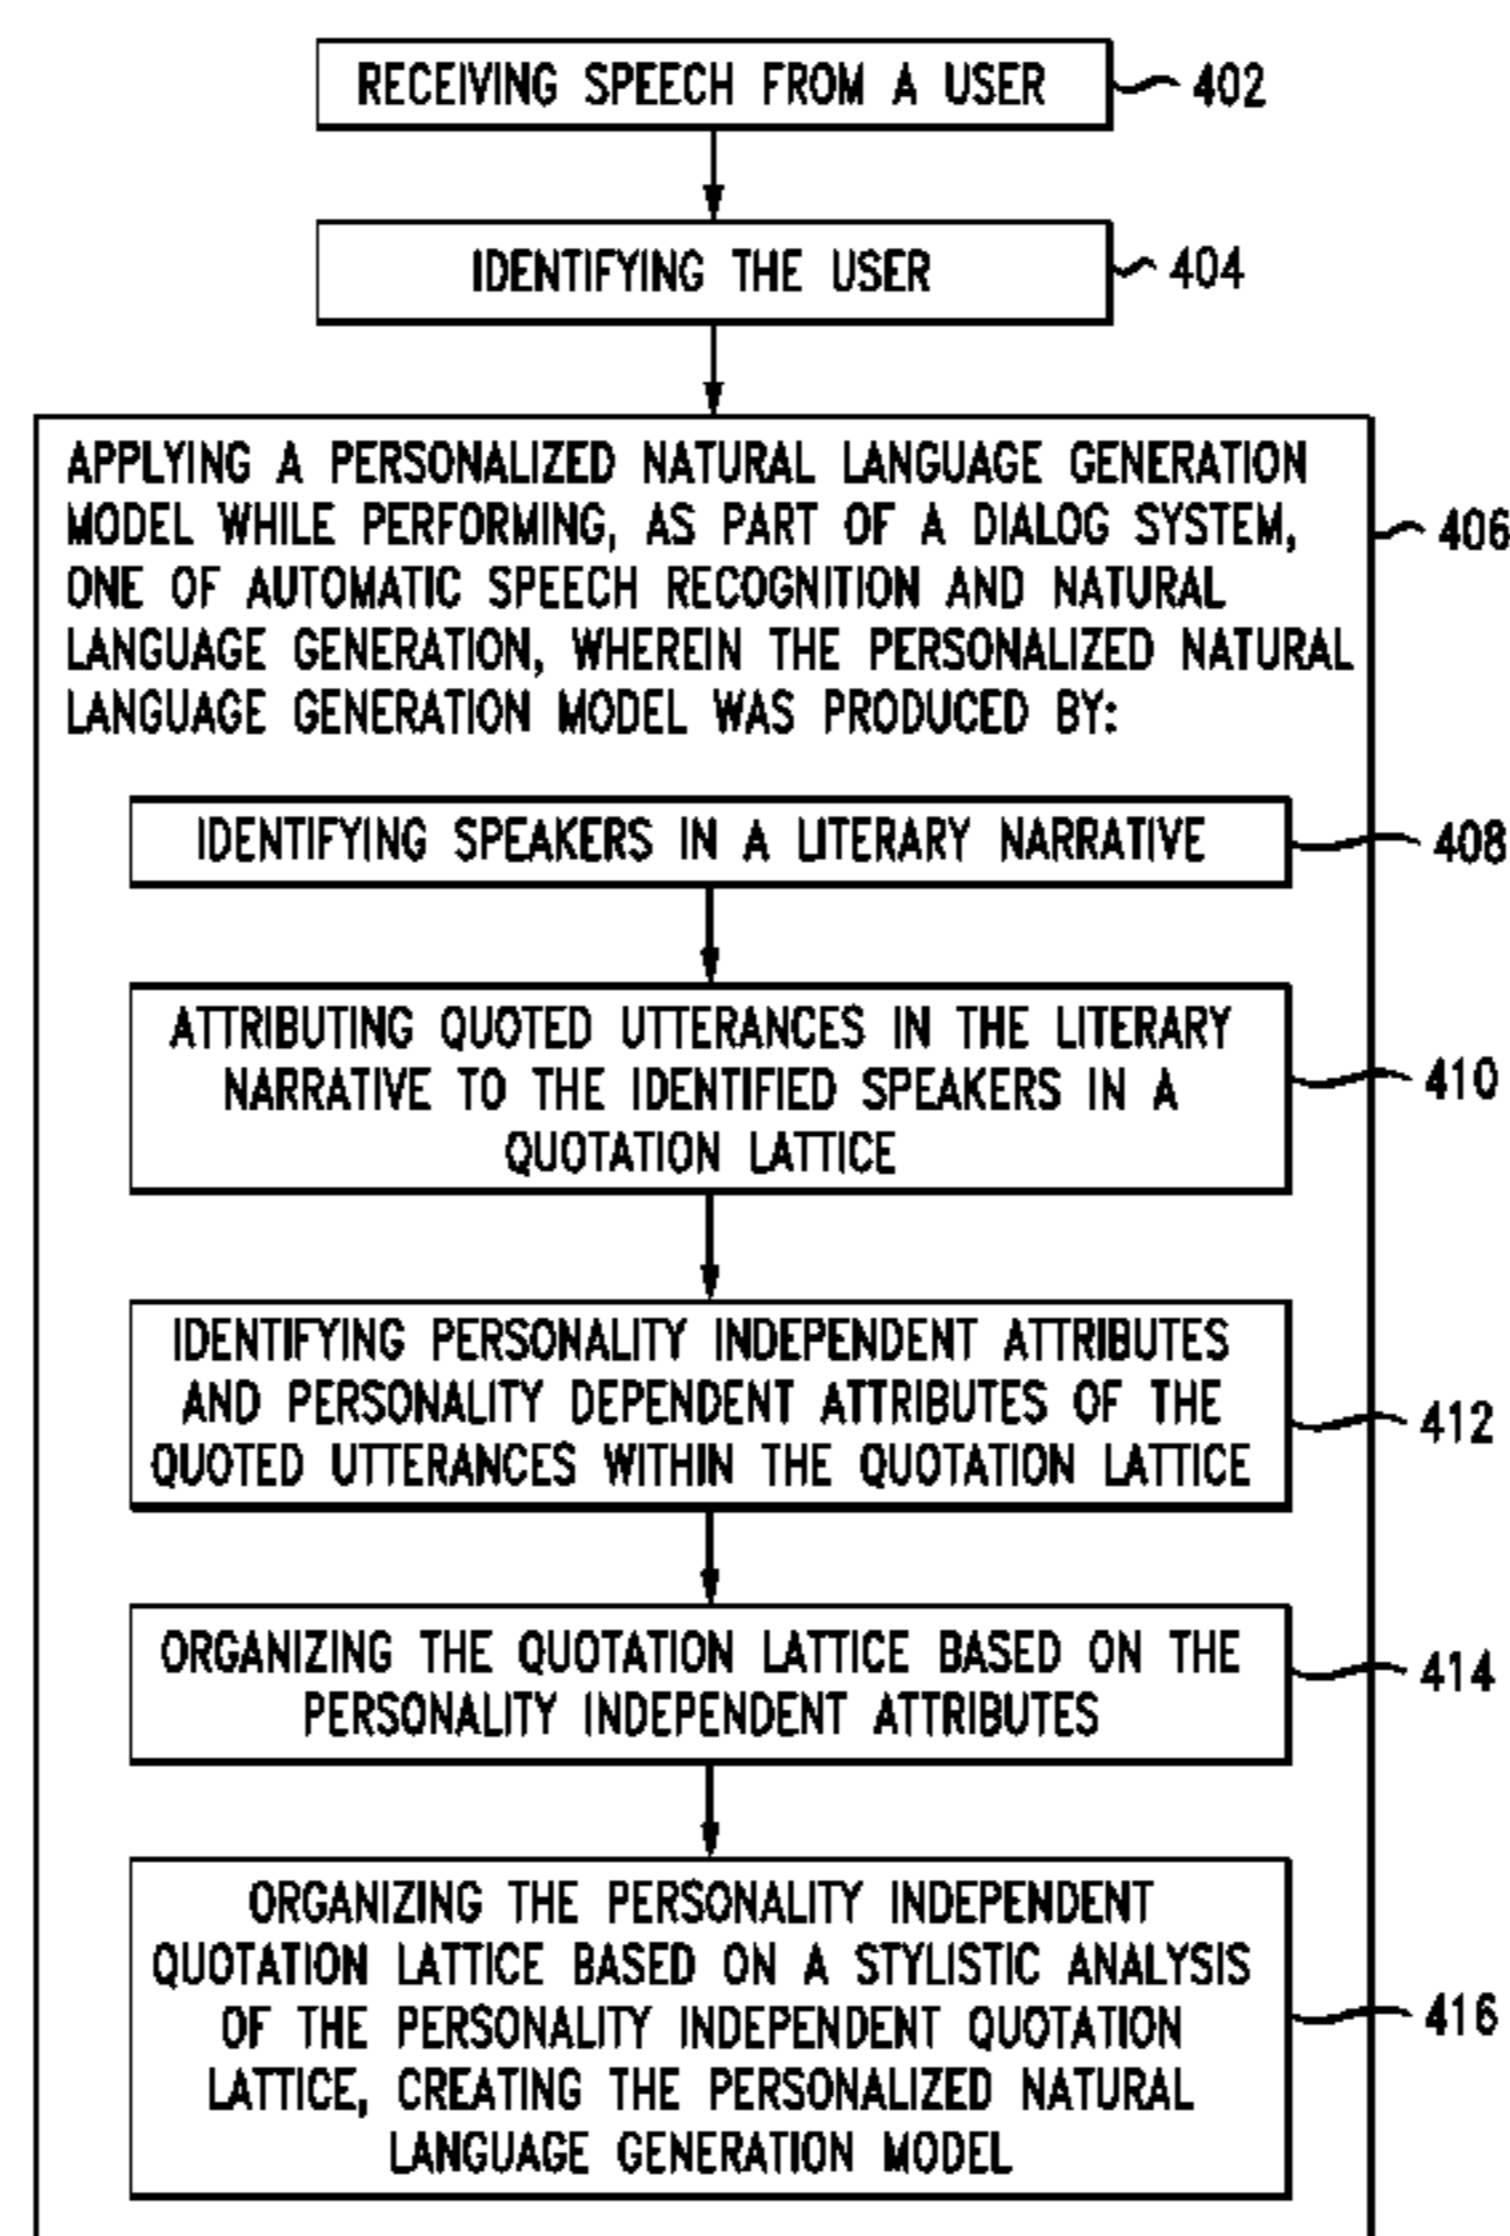 RECEIVING SPEECH FROM A USER
402
IDENTIFYING THE USER
404
APPLYING A PERSONALIZED NATURAL LANGUAGE GENERATION
MODEL WHILE PERFORMING, AS PART OF A DIALOG SYSTEM,
ONE OF AUTOMATIC SPEECH RECOGNITION AND NATURAL
LANGUAGE GENERATION, WHEREIN THE PERSONALIZED NATURAL
LANGUAGE GENERATION MODEL WAS PRODUCED BY:
406
IDENTIFYING SPEAKERS IN A LITERARY NARRATIVE
408
ATTRIBUTING QUOTED UTTERANCES IN THE LITERARY
NARRATIVE TO THE IDENTIFIED SPEAKERS IN A
QUOTATION LATTICE
410
IDENTIFYING PERSONALITY INDEPENDENT ATTRIBUTES
AND PERSONALITY DEPENDENT ATTRIBUTES OF THE
QUOTED UTTERANCES WITHIN THE QUOTATION LATTICE
412
ORGANIZING THE QUOTATION LATTICE BASED ON THE
PERSONALITY INDEPENDENT ATTRIBUTES
414
ORGANIZING THE PERSONALITY INDEPENDENT
QUOTATION LATTICE BASED ON A STYLISTIC ANALYSIS
OF THE PERSONALITY INDEPENDENT QUOTATION
LATTICE, CREATING THE PERSONALIZED NATURAL
LANGUAGE GENERATION MODEL
416